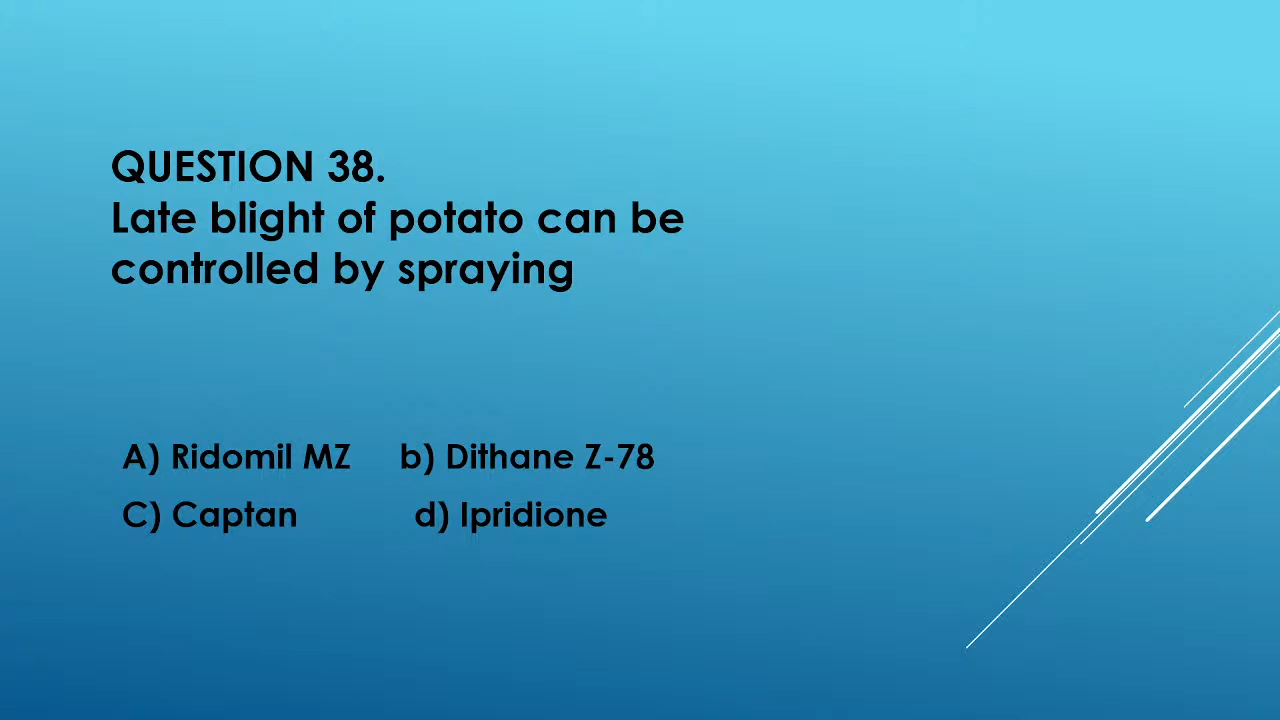 QUESTION 38.
Late blight of potato can be
controlled by spraying
A) Ridomil MZ b) Dithane Z-78
C) Captan d) Ipridione